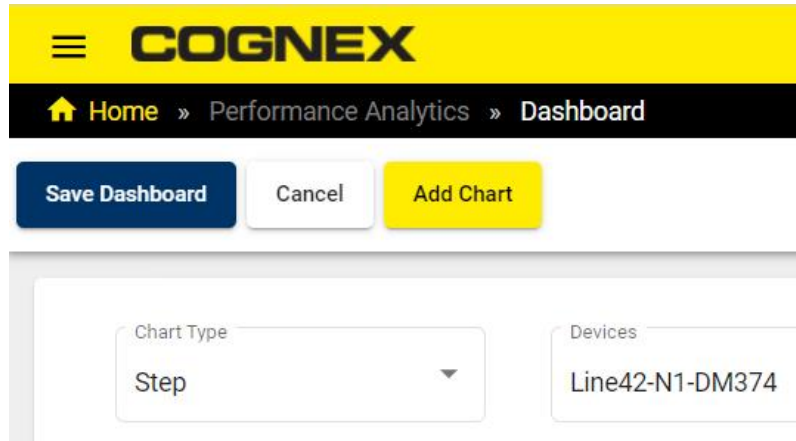 COGNEX
Home » Performance Analytics » Dashboard
Save Dashboard Cancel Add Chart
Chart Type Devices
Step Line42-N1-DM374